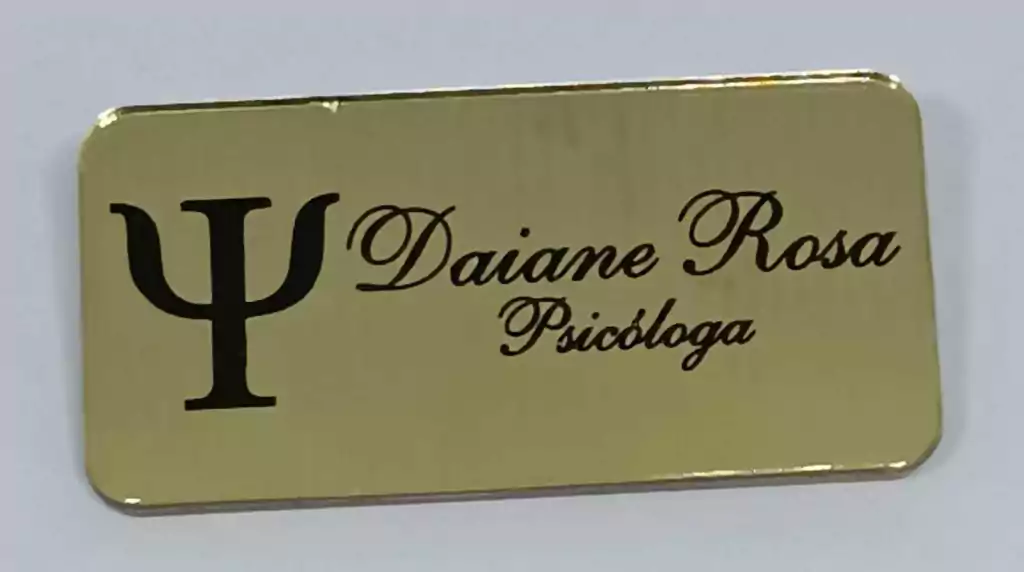 Ψ
Daiane Rosa
Psicóloga